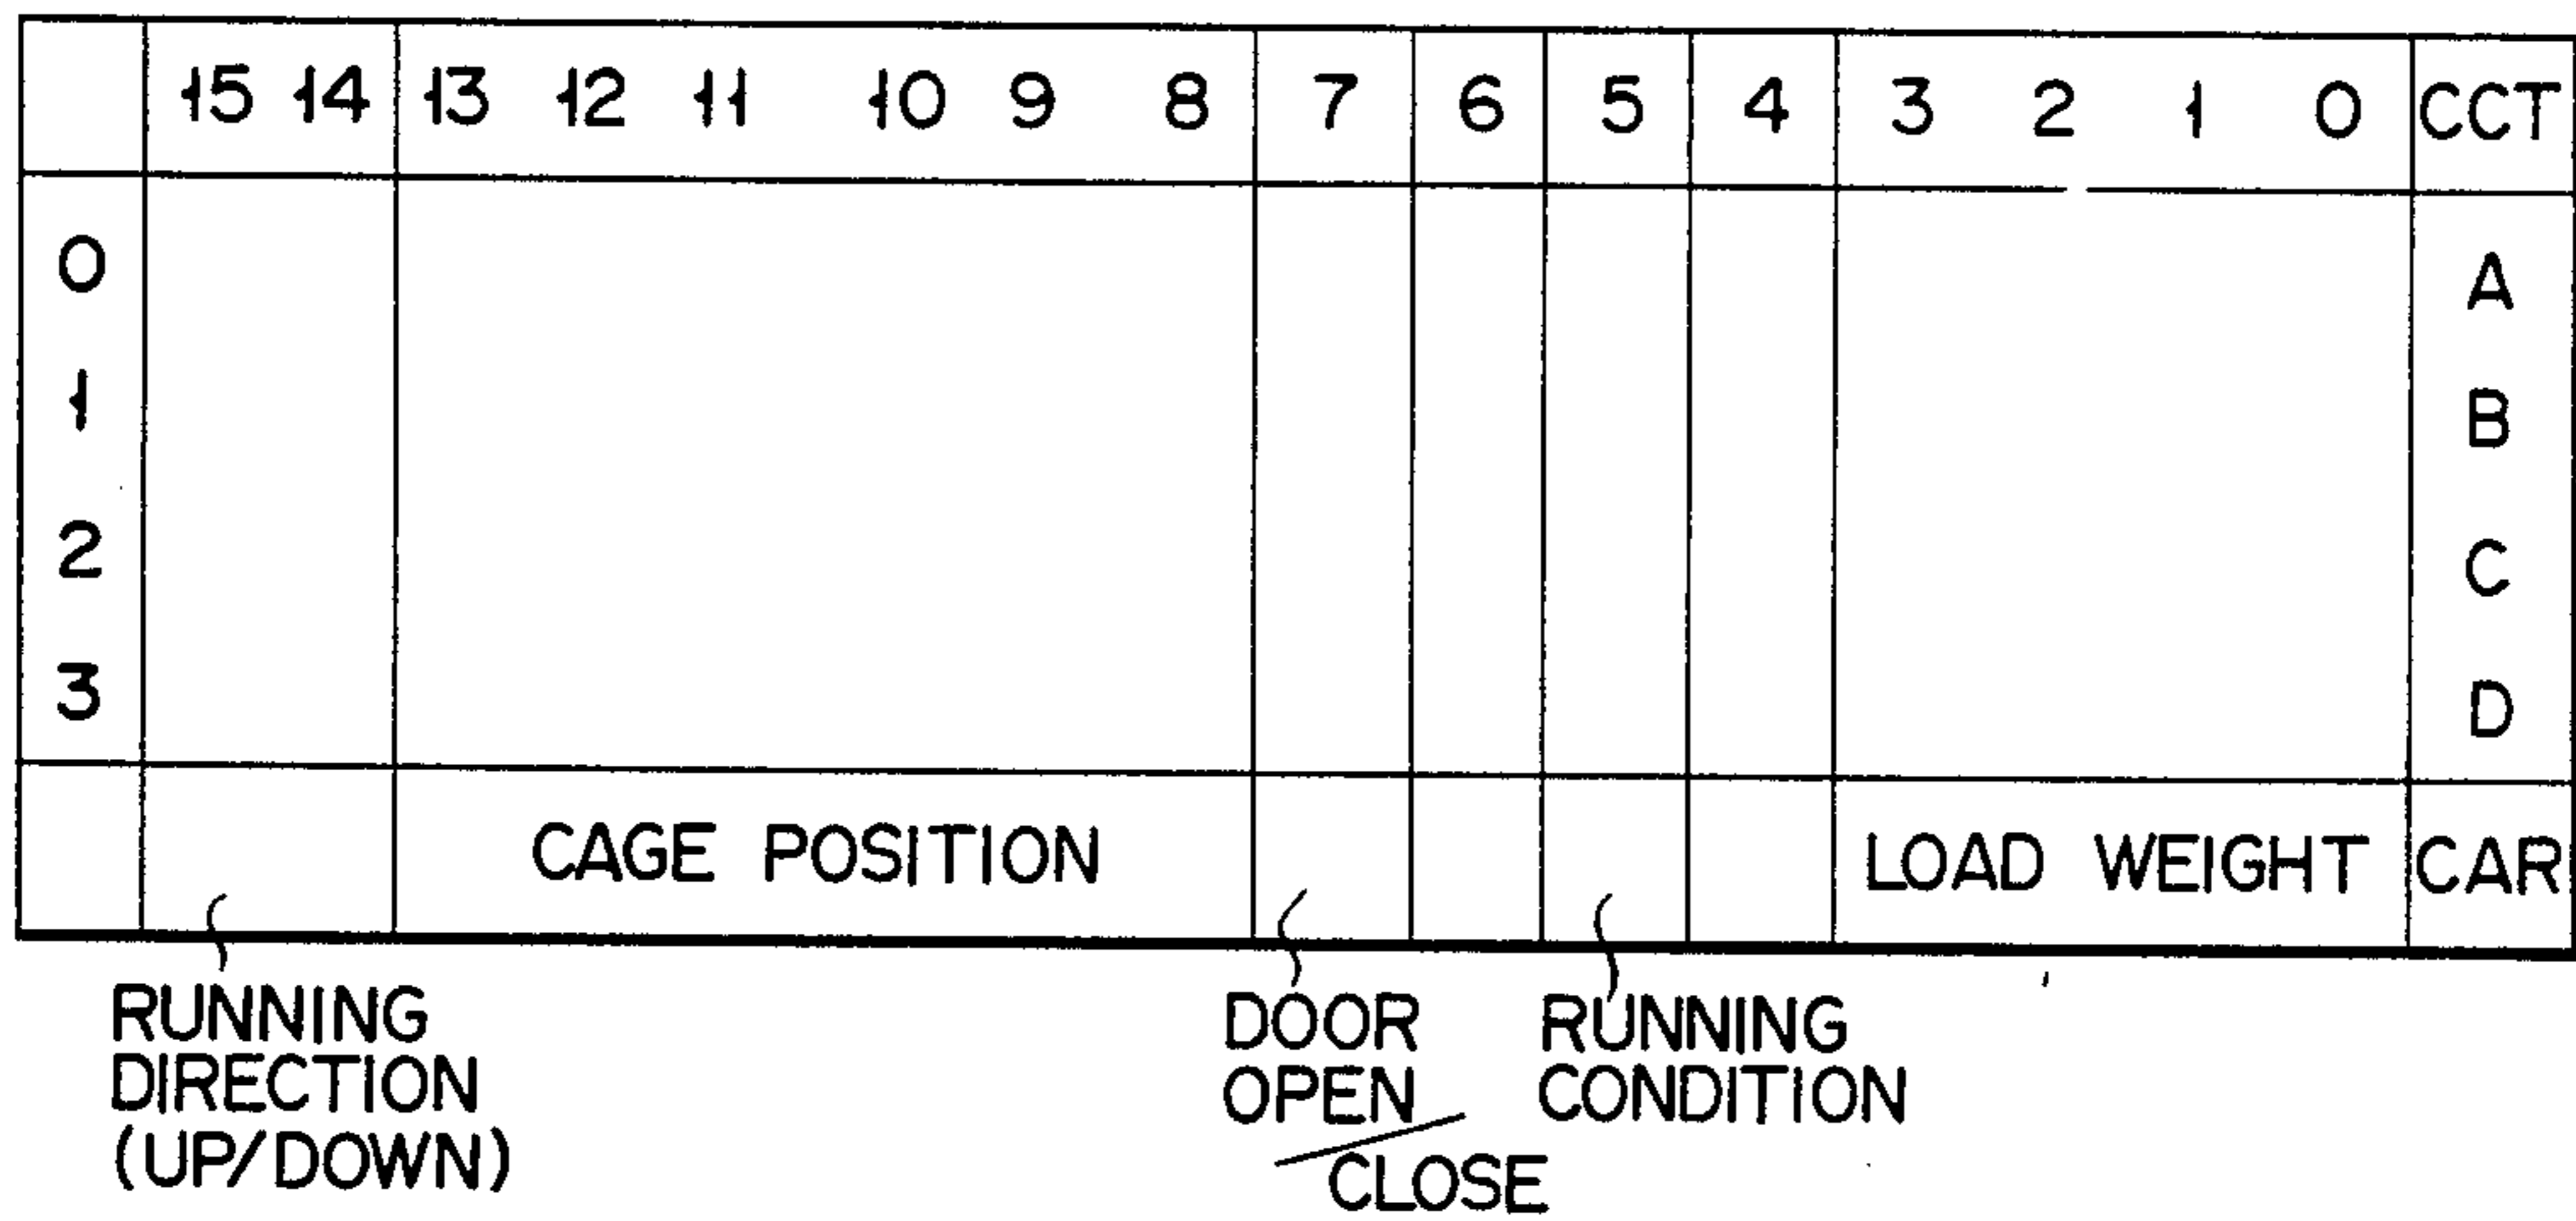 15 14 13 12 11 10 9 8 7 6 5 4 3 2 1 0 CCT
0 A
1 B
2 C
3 D
CAGE POSITION LOAD WEIGHT CAR
RUNNING
DIRECTION
(UP/DOWN)
DOOR
OPEN
/CLOSE
RUNNING
CONDITION